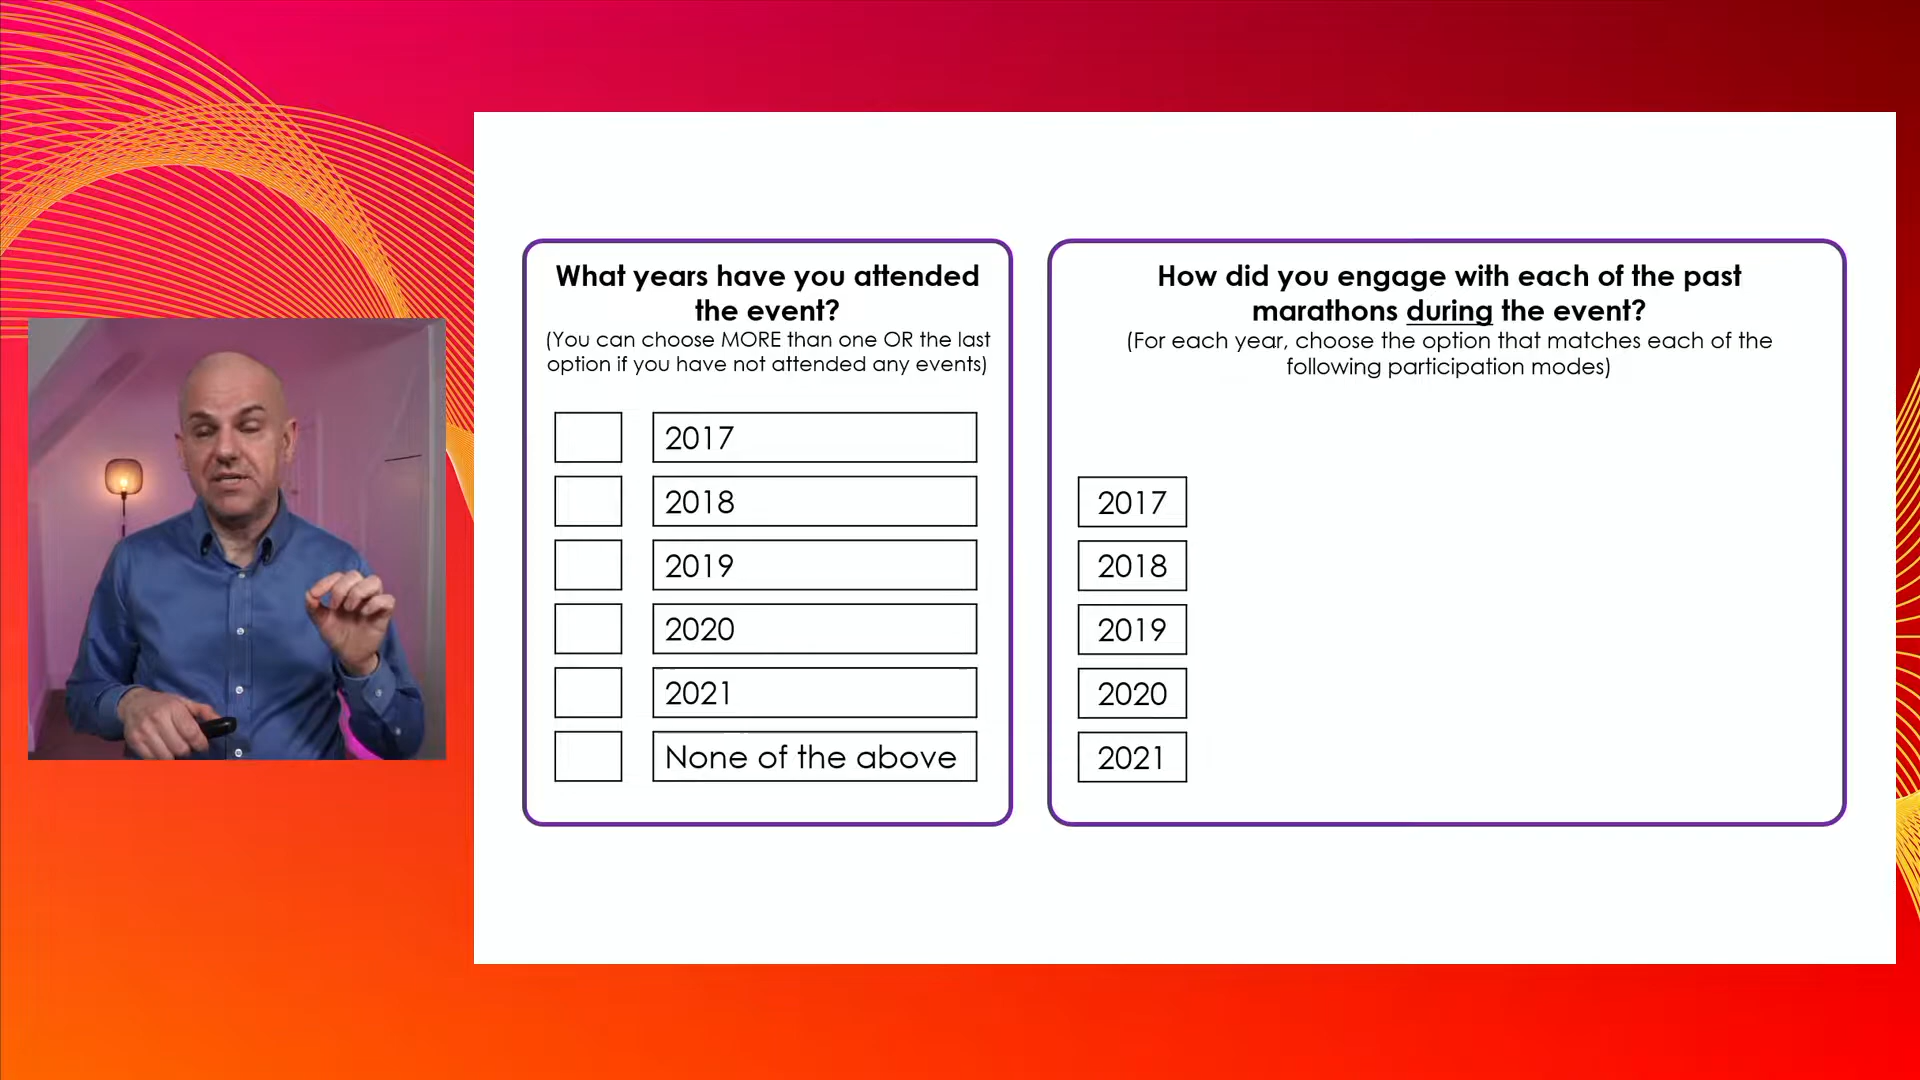 What years have you attended
the event?
(You can choose MORE than one OR the last
option if you have not attended any events)
2017
2018
2019
2020
2021
None of the above
How did you engage with each of the past
marathons during the event?
(For each year, choose the option that matches each of the
following participation modes)
2017
2018
2019
2020
2021